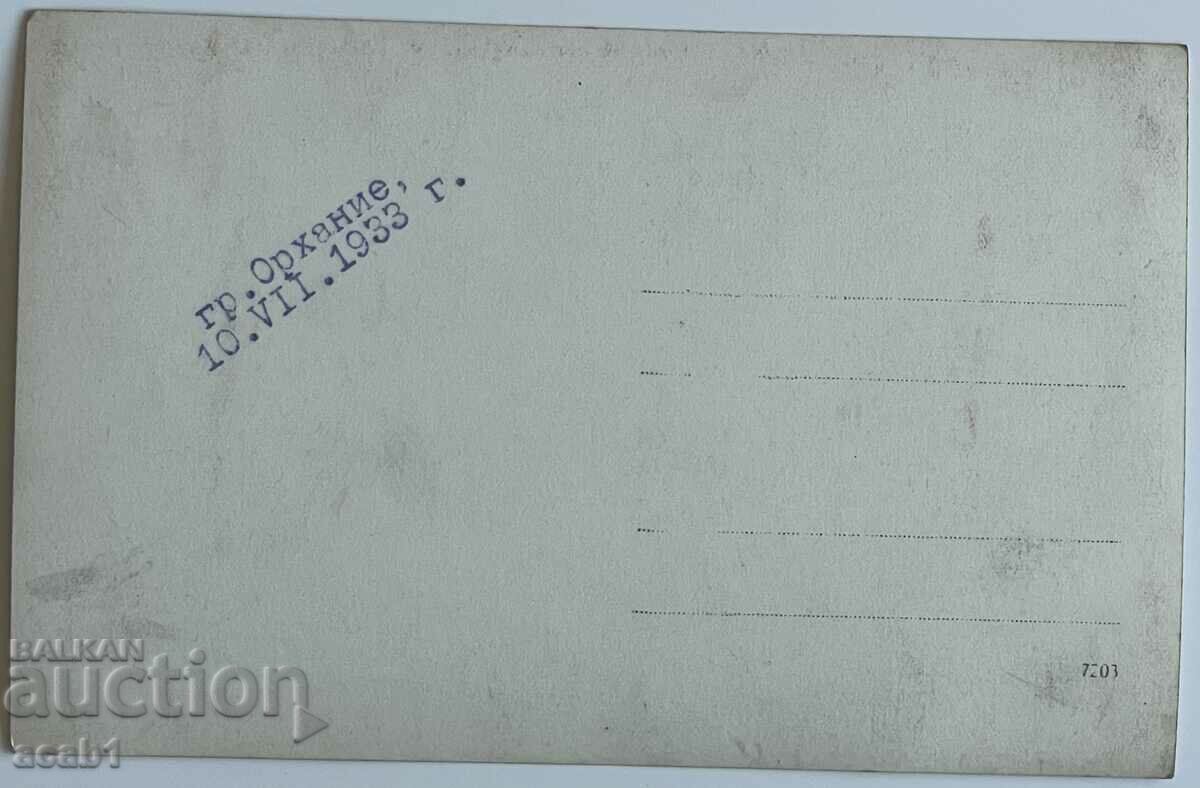 гр.Орхание,
10.VII.1933 г.
7203
BALKAN
auction
acab1